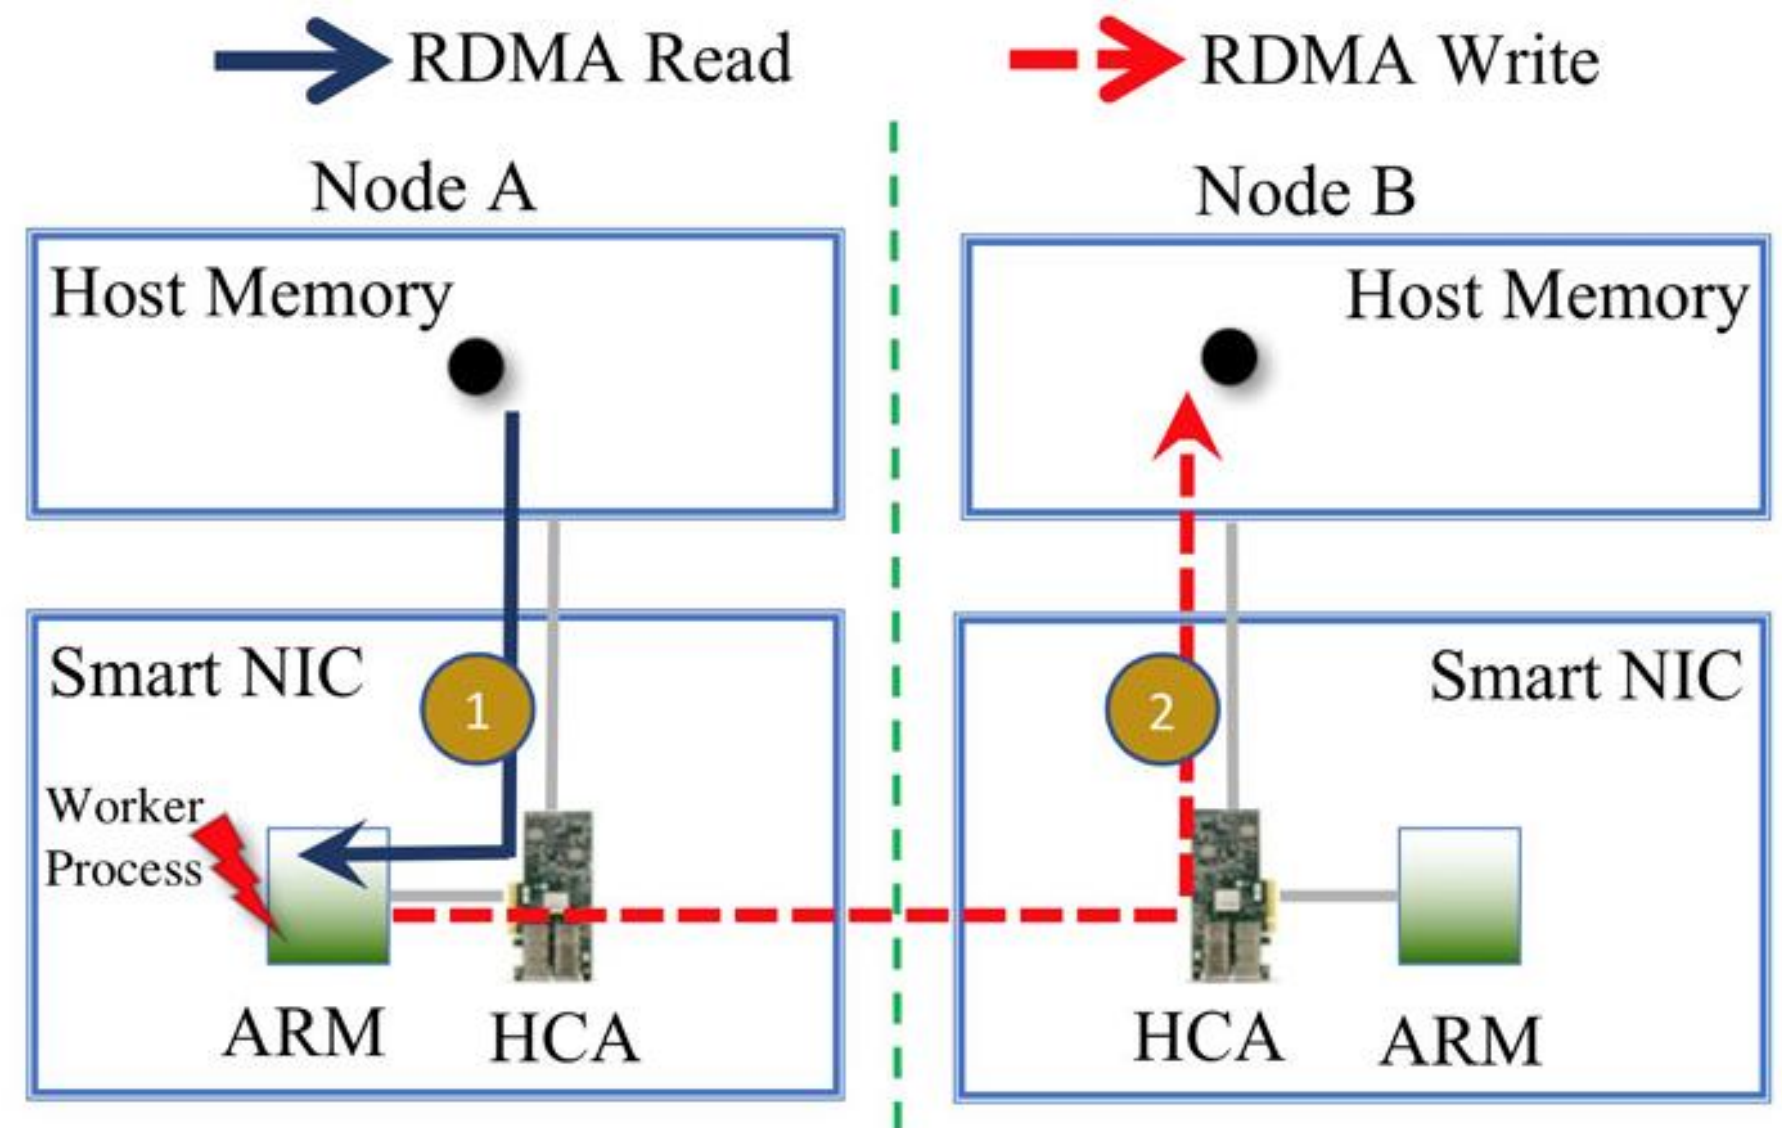 RDMA Read
RDMA Write
Node A
Node B
Host Memory
Host Memory
Smart NIC
1
2
Smart NIC
Worker
Process
ARM
HCA
HCA
ARM